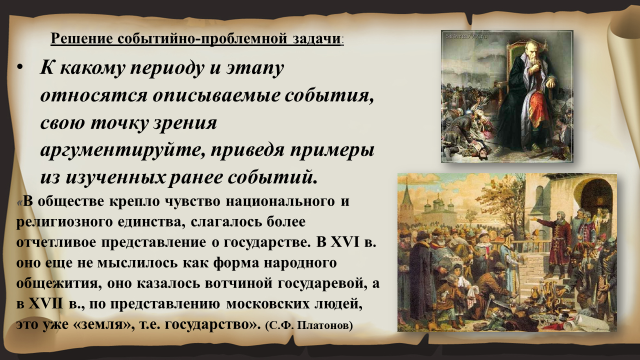 Решение событийно-проблемной задачи:
• К какому периоду и этапу
относятся описываемые события,
свою точку зрения
аргументируйте, приведя примеры
из изученных ранее событий.
«В обществе крепло чувство национального и
религиозного единства, слагалось более
отчетливое представление о государстве. В XVI в.
оно еще не мыслилось как форма народного
общежития, оно казалось вотчиной государевой, а
в XVII в., по представлению московских людей,
это уже «земля», т.е. государство». (С.Ф. Платонов)